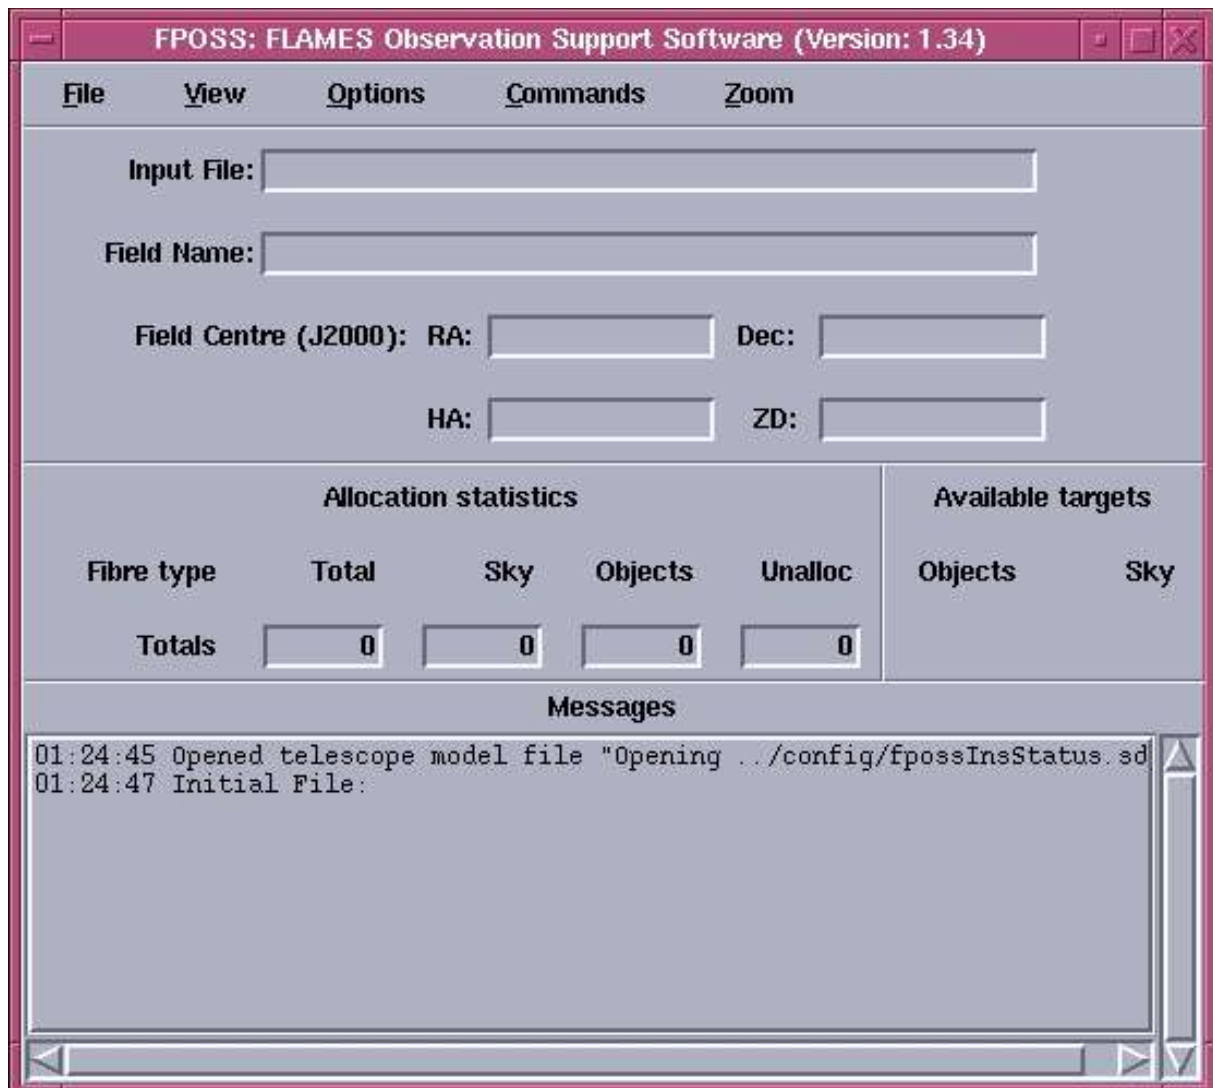 FPOSS: FLAMES Observation Support Software (Version: 1.34)
File View Options Commands Zoom
Input File:
Field Name:
Field Centre (J2000): RA: Dec:
HA: ZD:
Allocation statistics Available targets
Fibre type Total Sky Objects Unalloc Objects Sky
Totals 0 0 0 0
Messages
01:24:45 Opened telescope model file "Opening ../config/fpossInsStatus.sd
01:24:47 Initial File: